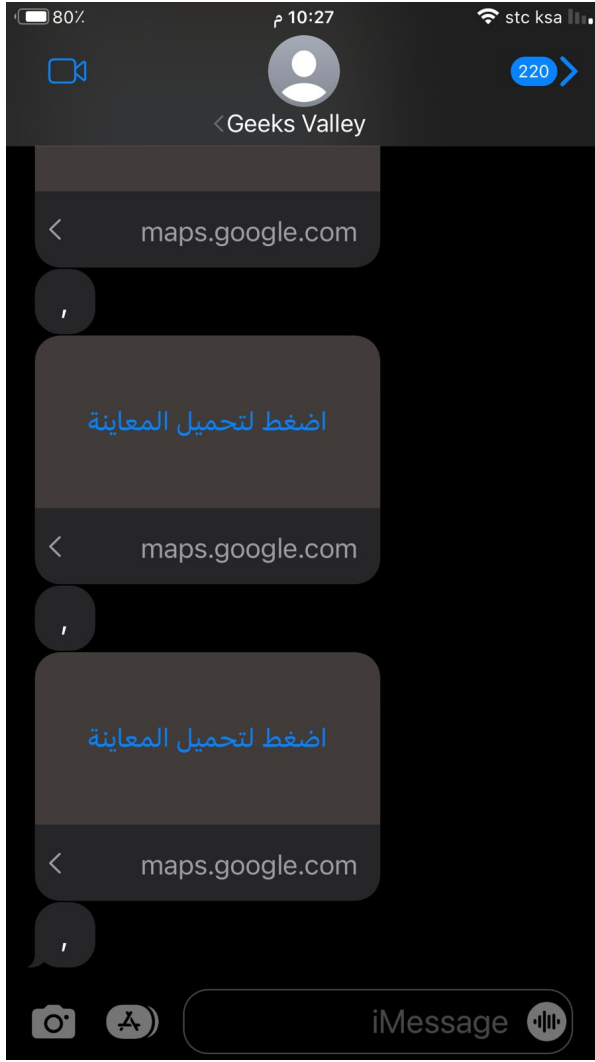 80٪ 10:27 م stc ksa
220
Geeks Valley
maps.google.com
,
اضغط لتحميل المعاينة
maps.google.com
,
اضغط لتحميل المعاينة
maps.google.com
,
iMessage